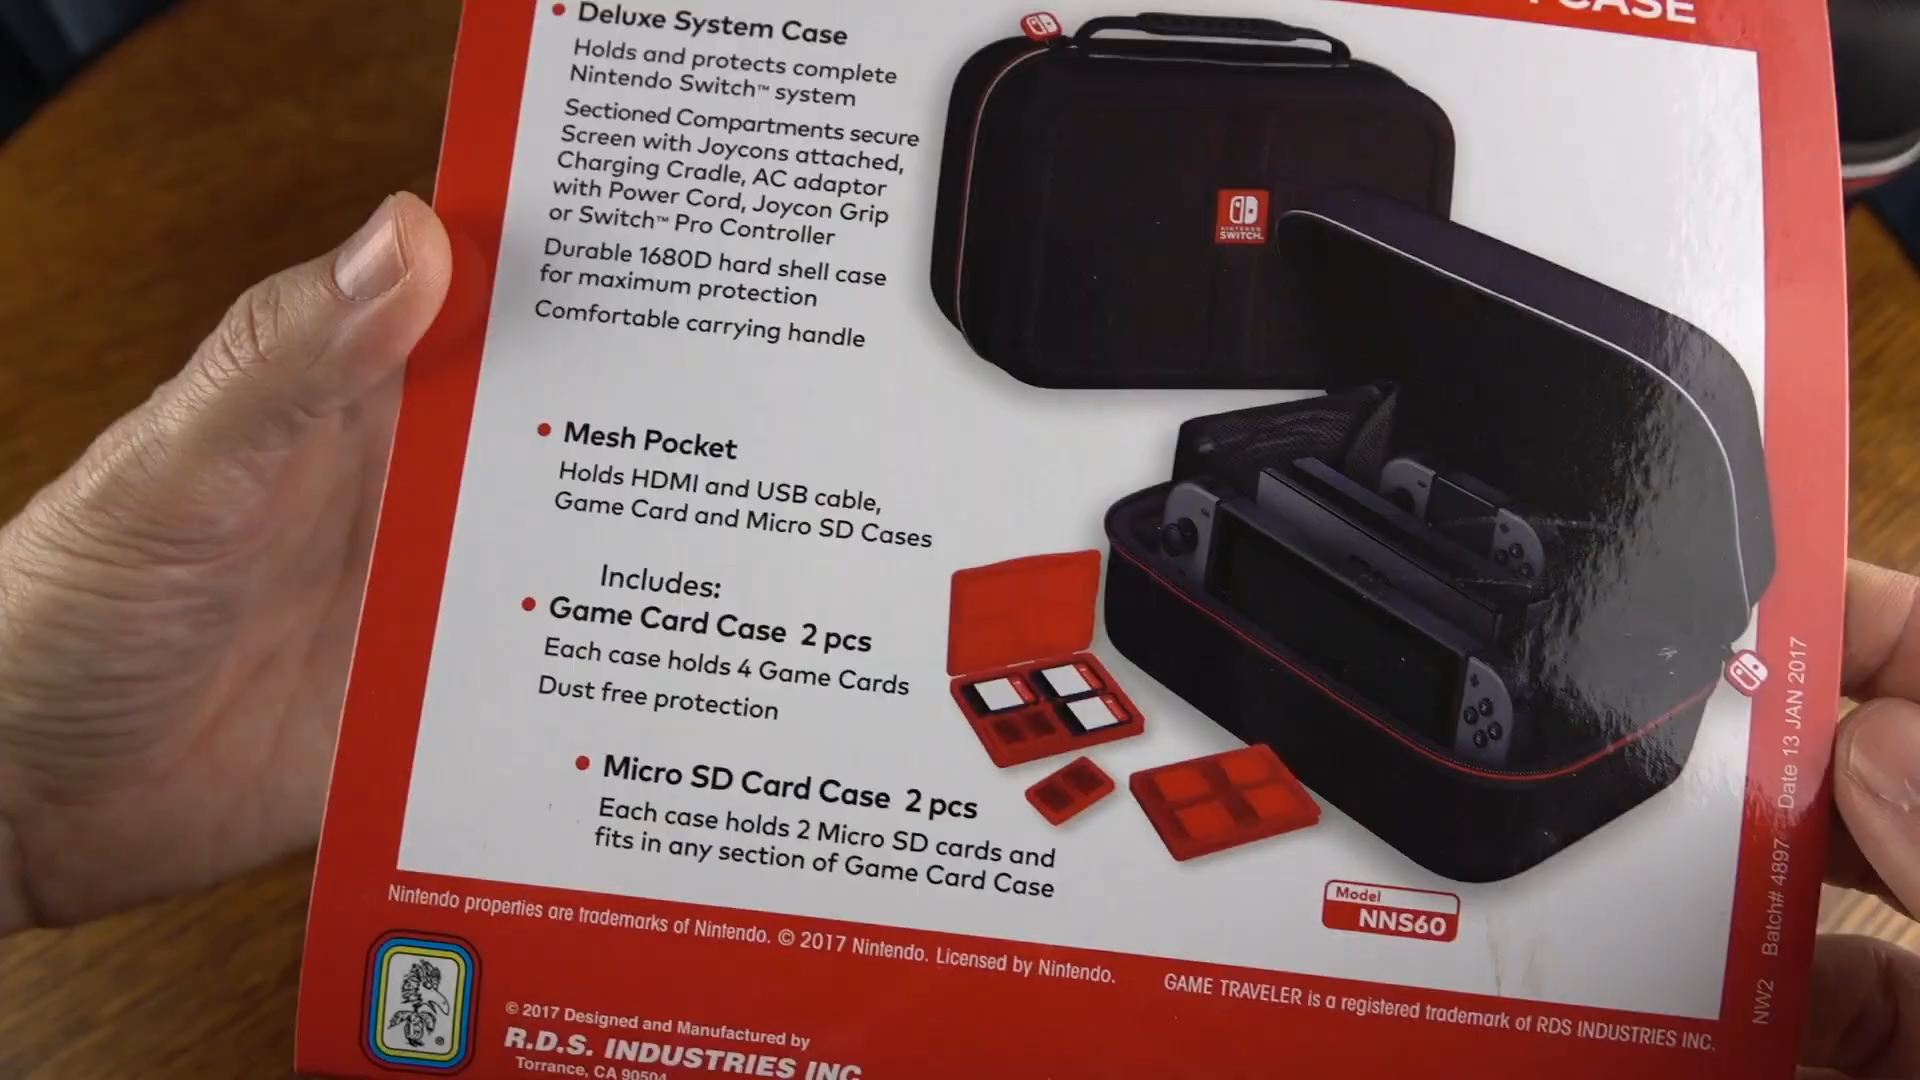 CASE
Deluxe System Case
Holds and protects complete
Nintendo Switch™ system
Sectioned Compartments secure
Screen with Joycons attached,
Charging Cradle, AC adaptor
with Power Cord, Joycon Grip
or Switch™ Pro Controller
Durable 1680D hard shell case
for maximum protection
Comfortable carrying handle
Mesh Pocket
Holds HDMI and USB cable,
Game Card and Micro SD Cases
Includes:
Game Card Case 2 pcs
Each case holds 4 Game Cards
Dust free protection
Micro SD Card Case 2 pcs
Each case holds 2 Micro SD cards and
fits in any section of Game Card Case
NINTENDO
SWITCH
Model
NNS60
NW2 Batch# 4897 Date 13 JAN 2017
Nintendo properties are trademarks of Nintendo. © 2017 Nintendo. Licensed by Nintendo.
GAME TRAVELER is a registered trademark of RDS INDUSTRIES INC.
© 2017 Designed and Manufactured by
R.D.S. INDUSTRIES INC.
Torrance, CA 90504